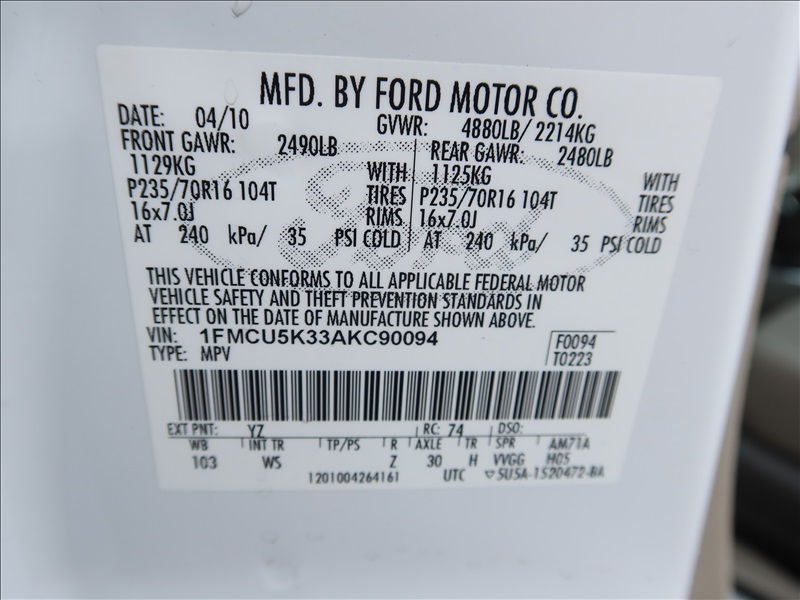 MFD. BY FORD MOTOR CO.
DATE: 04/10 GVWR: 4880LB/ 2214KG
FRONT GAWR: 2490LB REAR GAWR: 2480LB
1129KG WITH 1125KG WITH
P235/70R16 104T TIRES P235/70R16 104T TIRES
16x7.0J RIMS 16x7.0J RIMS
AT 240 kPa/ 35 PSI COLD AT 240 kPa/ 35 PSI COLD
THIS VEHICLE CONFORMS TO ALL APPLICABLE FEDERAL MOTOR
VEHICLE SAFETY AND THEFT PREVENTION STANDARDS IN
EFFECT ON THE DATE OF MANUFACTURE SHOWN ABOVE.
VIN: 1FMCU5K33AKC90094 F0094
TYPE: MPV T0223
EXT PNT: YZ RC: 74 DSO:
WB INT TR TP/PS R AXLE TR SPR AM71A
103 WS Z 30 H VVGG H05
1201004264161 UTC ▽SU5A-1520472-BA
Ford